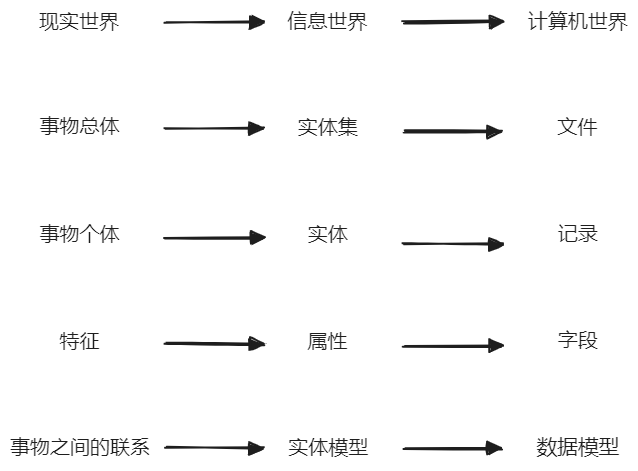 现实世界 信息世界 计算机世界
事物总体 实体集 文件
事物个体 实体 记录
特征 属性 字段
事物之间的联系 实体模型 数据模型